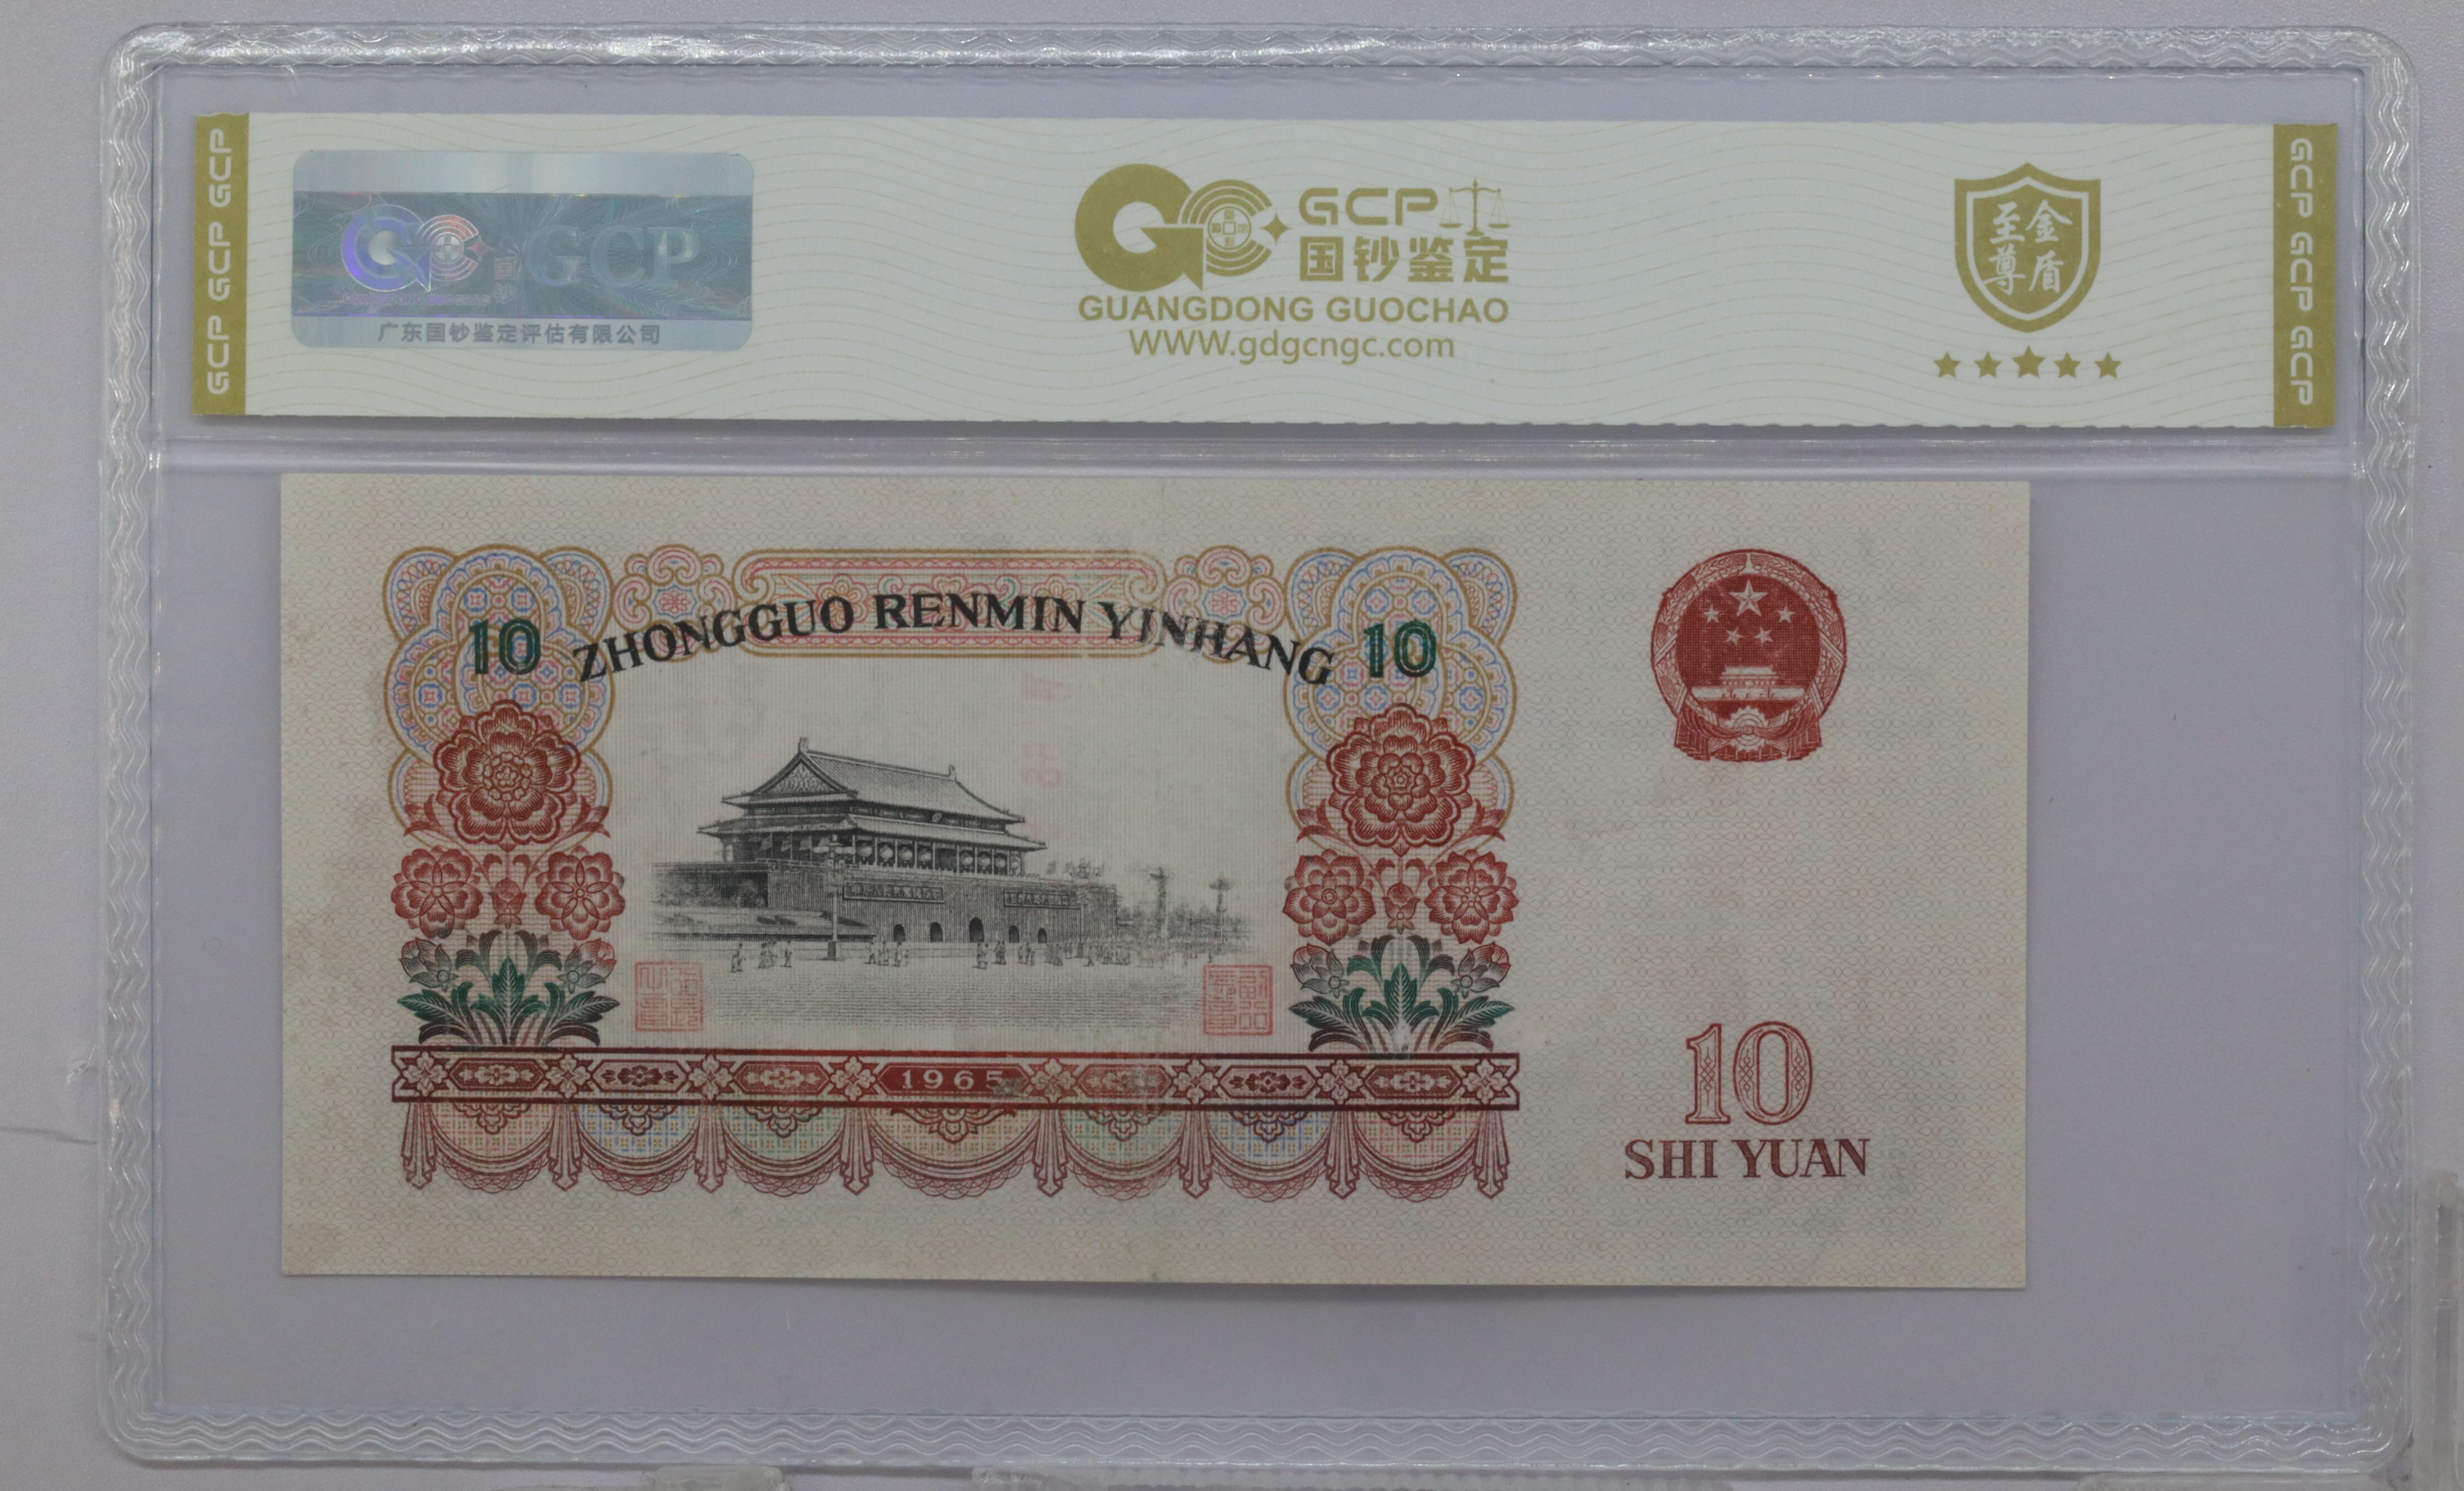 GCP GCP GCP
GCP
广东国钞鉴定评估有限公司
GCP
国钞鉴定
GUANGDONG GUOCHAO
WWW.gdgcngc.com
至尊
金盾
GCP GCP GCP
10 ZHONGGUO RENMIN YINHANG 10
1965
10
SHI YUAN